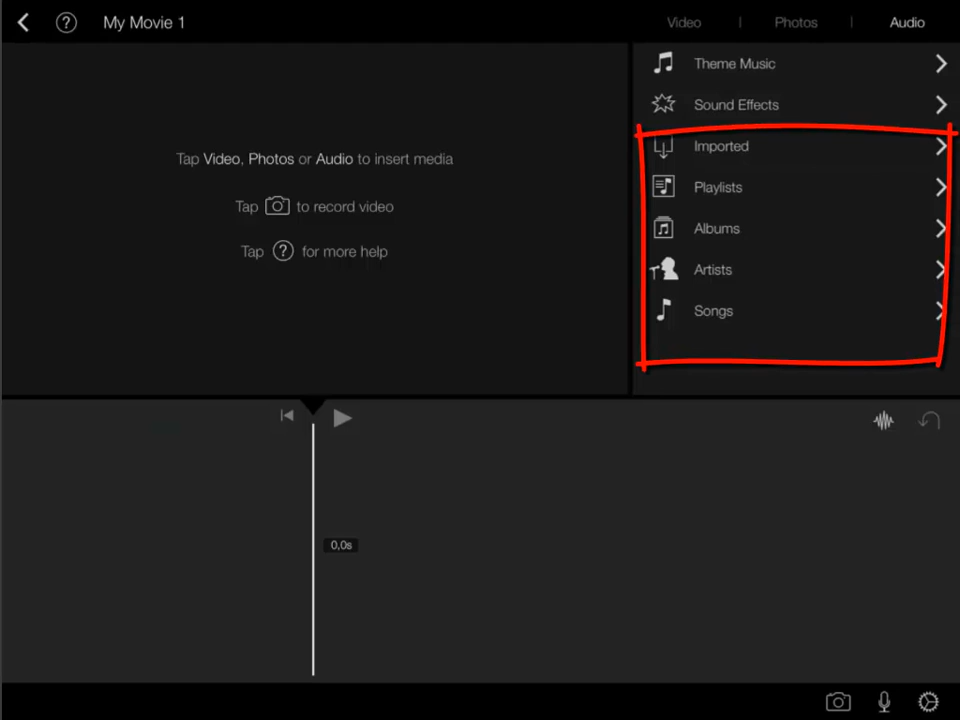 My Movie 1
Video | Photos | Audio
Theme Music
Sound Effects
Imported
Playlists
Albums
Artists
Songs
Tap Video, Photos or Audio to insert media
Tap to record video
Tap ? for more help
0,0s